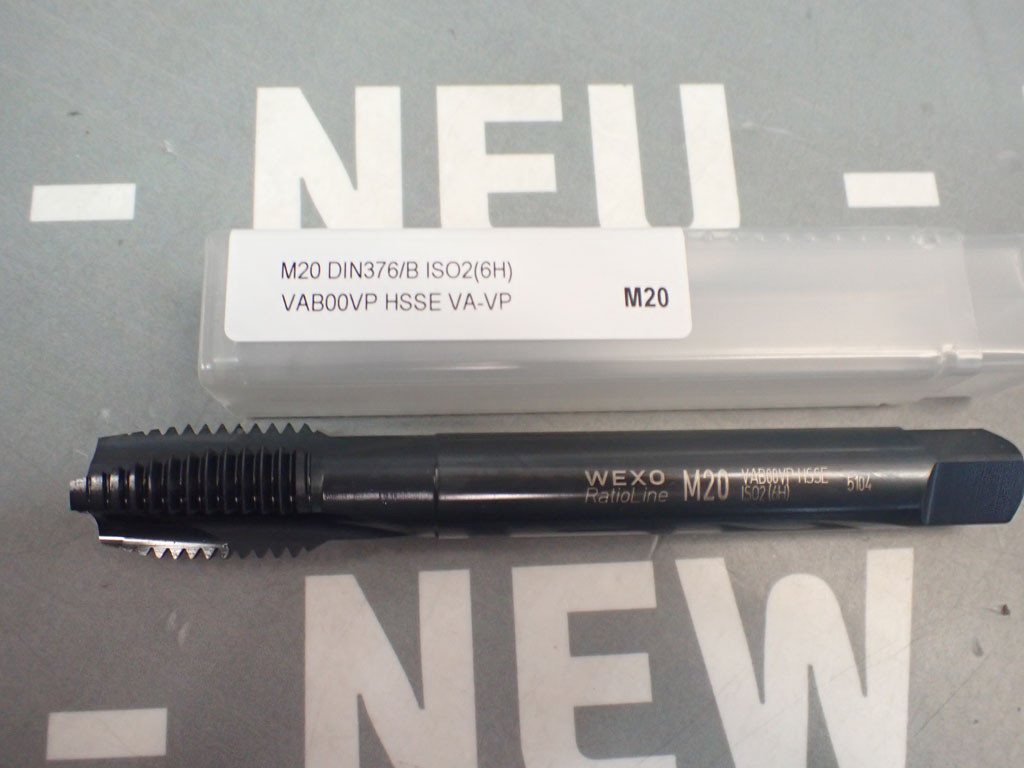 - NEU -
M20 DIN376/B ISO2(6H)
VAB00VP HSSE VA-VP
M20
WEXO
RatioLine
M20
VAB00VP HSSE
ISO2(6H)
5104
- NEW